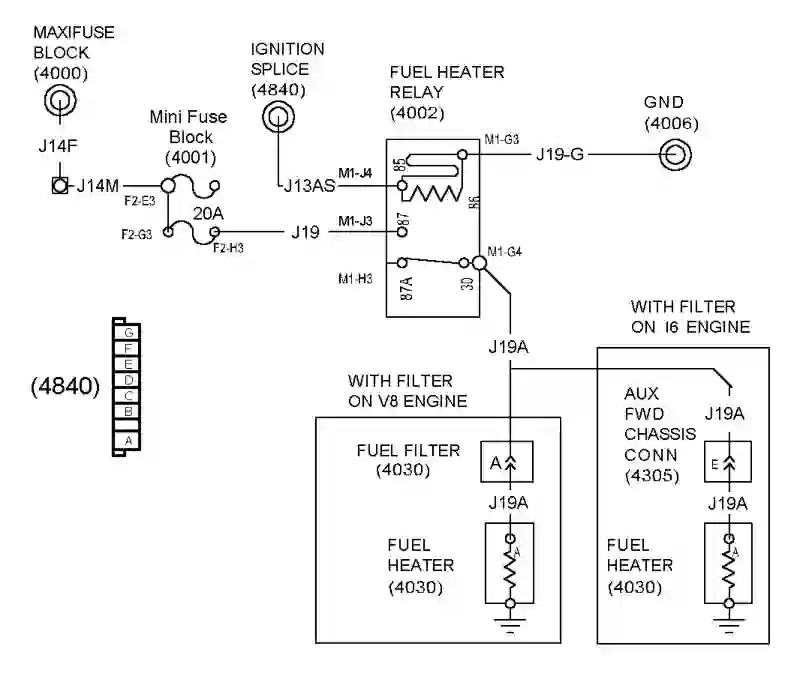 MAXIFUSE
BLOCK
(4000)
IGNITION
SPLICE
(4840)
FUEL HEATER
RELAY
(4002)
GND
(4006)
Mini Fuse
Block
(4001)
J14F
J14M
F2-E3
20A
F2-G3
F2-H3
J13AS
M1-J4
J19
M1-J3
M1-H3
85
86
87
87A
30
M1-G3
J19-G
M1-G4
J19A
(4840)
G
F
E
D
C
B
A
WITH FILTER
ON V8 ENGINE
FUEL FILTER
(4030)
A
J19A
FUEL
HEATER
(4030)
A
WITH FILTER
ON I6 ENGINE
AUX
FWD
CHASSIS
CONN
(4305)
J19A
E
J19A
FUEL
HEATER
(4030)
A